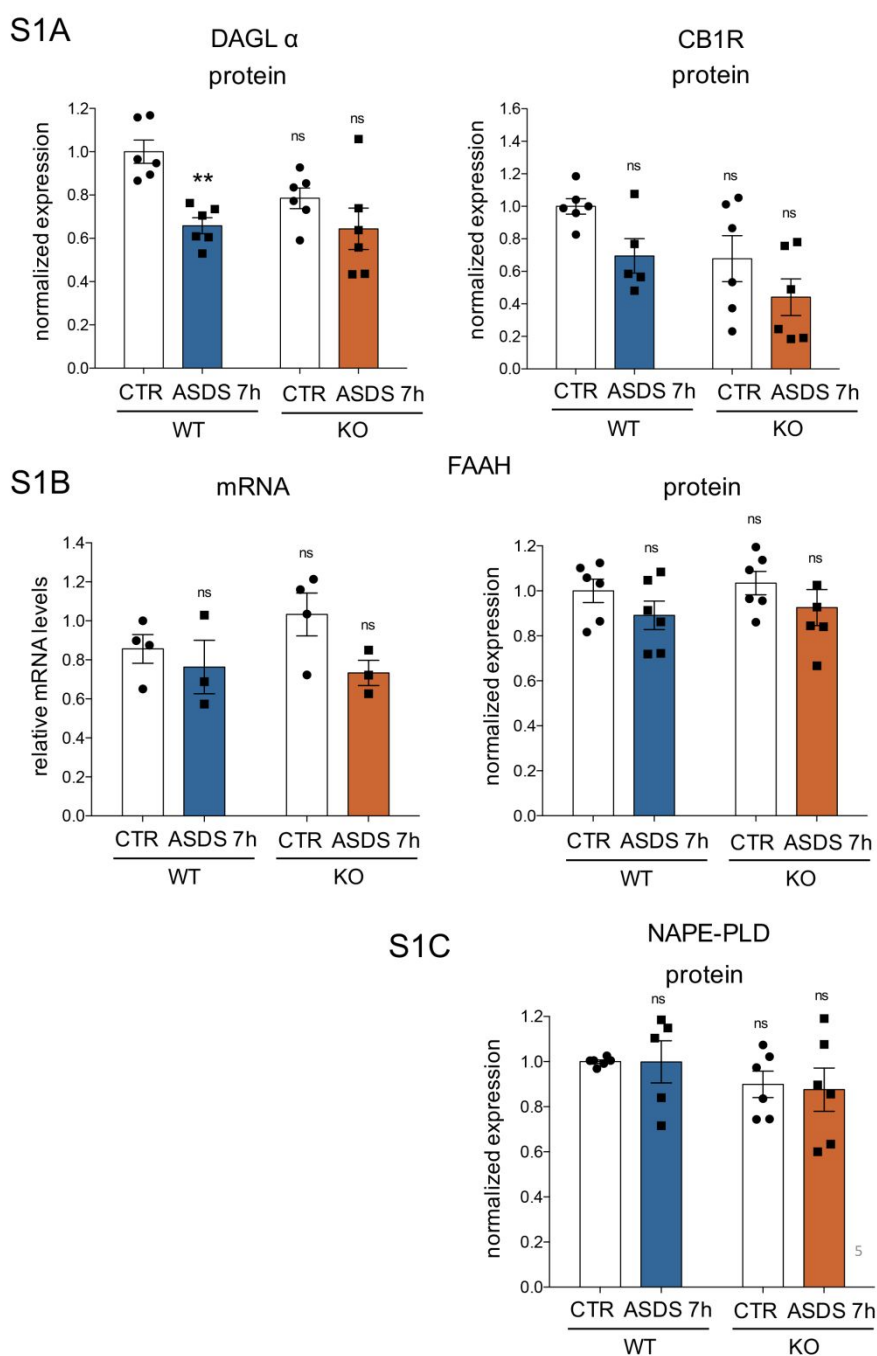 S1A
DAGL α
protein
normalized expression
1.2
1.0
0.8
0.6
0.4
0.2
0.0
**
ns
ns
CTR ASDS 7h CTR ASDS 7h
WT KO
CB1R
protein
normalized expression
1.6
1.4
1.2
1.0
0.8
0.6
0.4
0.2
0.0
ns
ns
ns
CTR ASDS 7h CTR ASDS 7h
WT KO
S1B
FAAH
mRNA
relative mRNA levels
1.4
1.2
1.0
0.8
0.6
0.4
0.2
0.0
ns
ns
ns
CTR ASDS 7h CTR ASDS 7h
WT KO
protein
normalized expression
1.2
1.0
0.8
0.6
0.4
0.2
0.0
ns
ns
ns
CTR ASDS 7h CTR ASDS 7h
WT KO
S1C
NAPE-PLD
protein
normalized expression
1.2
1.0
0.8
0.6
0.4
0.2
0.0
ns
ns
ns
5
CTR ASDS 7h CTR ASDS 7h
WT KO